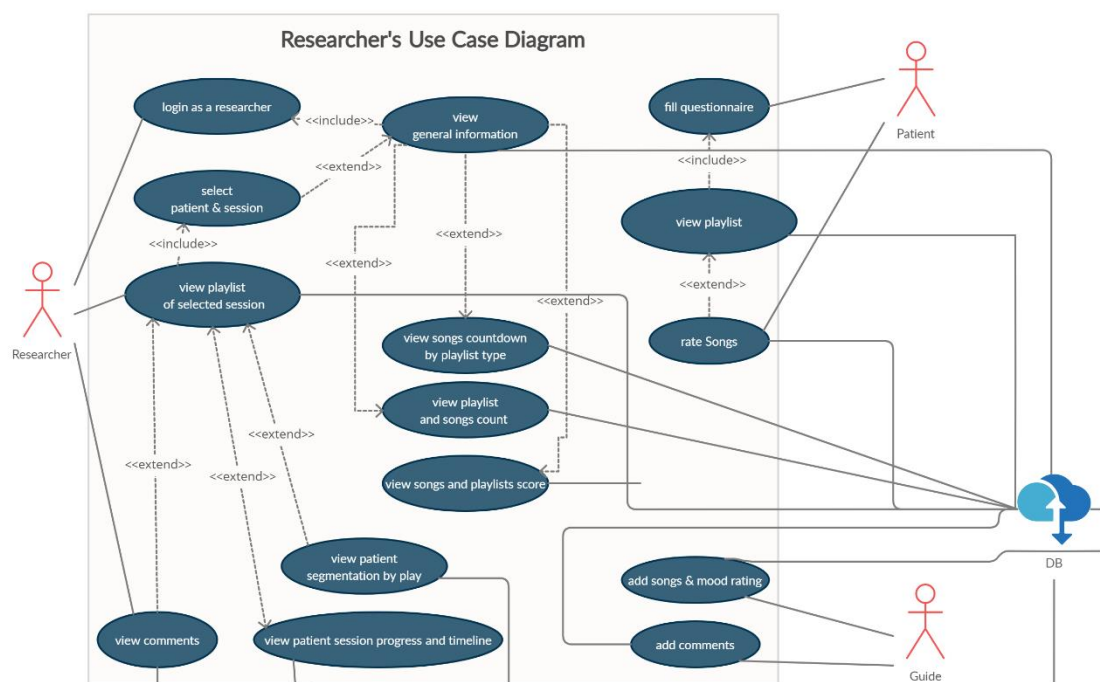 Researcher's Use Case Diagram
login as a researcher
<<include>>
view
general information
fill questionnaire
Patient
<<extend>>
<<include>>
select
patient & session
view playlist
<<include>>
<<extend>>
<<extend>>
<<extend>>
view playlist
of selected session
<<extend>>
Researcher
view songs countdown
by playlist type
rate Songs
view playlist
and songs count
<<extend>>
<<extend>>
<<extend>>
view songs and playlists score
view patient
segmentation by play
add songs & mood rating
DB
view comments
view patient session progress and timeline
add comments
Guide